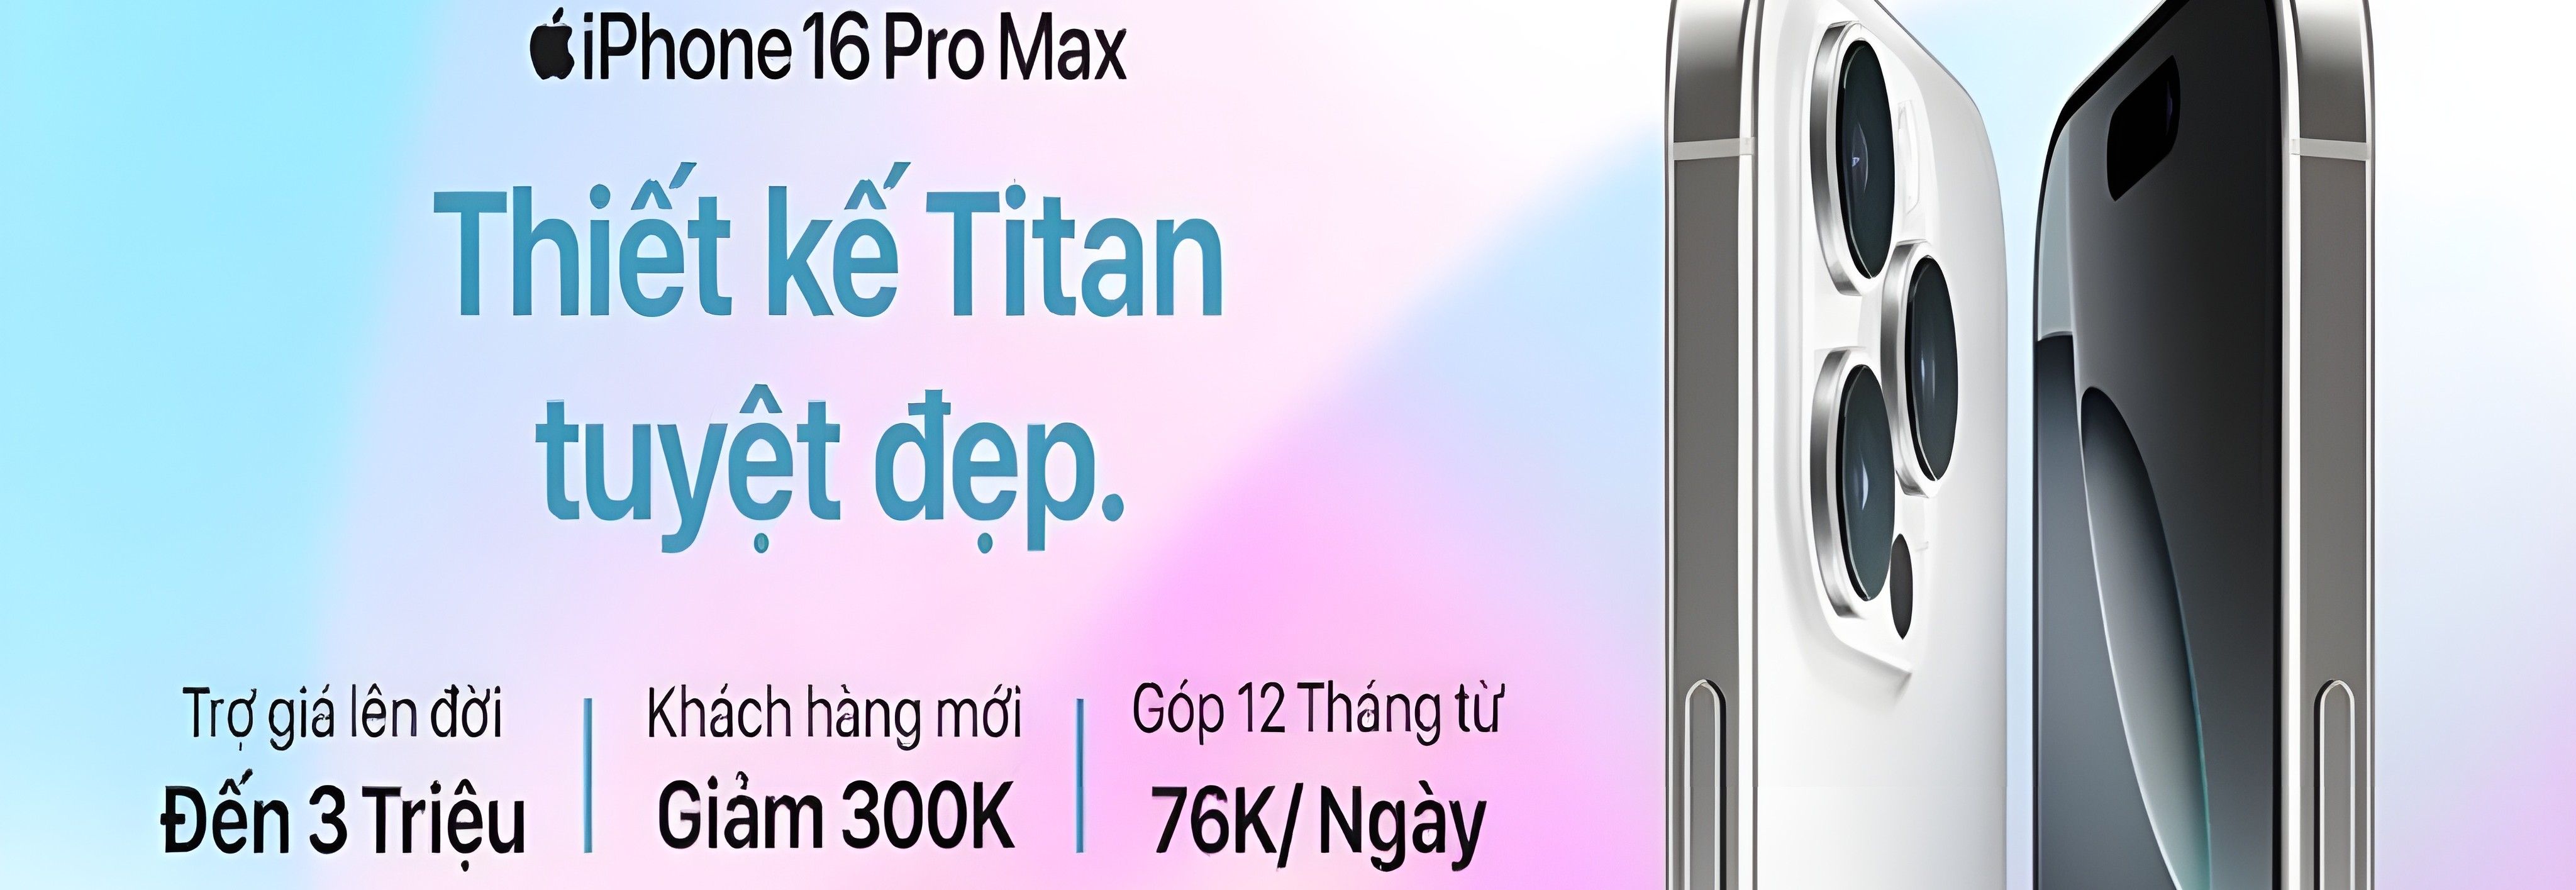 iPhone 16 Pro Max
Thiết kế Titan
tuyệt đẹp.
Trợ giá lên đời
Đến 3 Triệu
Khách hàng mới
Giảm 300K
Góp 12 Tháng từ
76K/ Ngày